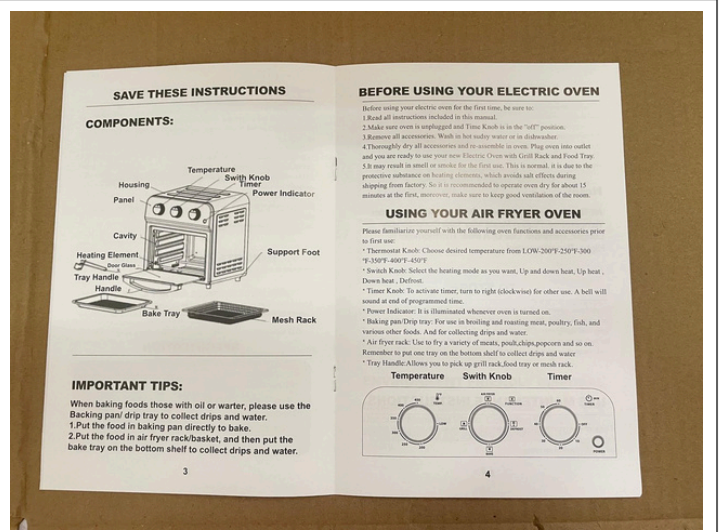 SAVE THESE INSTRUCTIONS
COMPONENTS:
Temperature
Swith Knob
Timer
Power Indicator
Housing
Panel
Cavity
Heating Element
Door Glass
Tray Handle
Handle
Support Foot
Bake Tray
Mesh Rack
IMPORTANT TIPS:
When baking foods those with oil or warter, please use the
Backing pan/ drip tray to collect drips and water.
1.Put the food in baking pan directly to bake.
2.Put the food in air fryer rack/basket, and then put the
bake tray on the bottom shelf to collect drips and water.
3
BEFORE USING YOUR ELECTRIC OVEN
Before using your electric oven for the first time, be sure to:
1.Read all instructions included in this manual.
2.Make sure oven is unplugged and Time Knob is in the "off" position.
3.Remove all accessories. Wash in hot sudsy water or in dishwasher.
4.Thoroughly dry all accessories and re-assemble in oven. Plug oven into outlet
and you are ready to use your new Electric Oven with Grill Rack and Food Tray.
5.It may result in smell or smoke for the first use. This is normal. it is due to the
protective substance on heating elements, which avoids salt effects during
shipping from factory. So it is recommended to operate oven dry for about 15
minutes at the first, moreover, make sure to keep good ventilation of the room.
USING YOUR AIR FRYER OVEN
Please familiarize yourself with the following oven functions and accessories prior
to first use:
* Thermostat Knob: Choose desired temperature from LOW-200°F-250°F-300
°F-350°F-400°F-450°F
* Switch Knob: Select the heating mode as you want, Up and down heat, Up heat ,
Down heat , Defrost.
* Timer Knob: To activate timer, turn to right (clockwise) for other use. A bell will
sound at end of programmed time.
* Power Indicator: It is illuminated whenever oven is turned on.
* Baking pan/Drip tray: For use in broiling and roasting meat, poultry, fish, and
various other foods. And for collecting drips and water.
* Air fryer rack: Use to fry a variety of meats, poult,chips,popcorn and so on.
Remenber to put one tray on the bottom shelf to collect drips and water
* Tray Handle:Allows you to pick up grill rack,food tray or mesh rack.
Temperature Swith Knob Timer
TEMP.
LOW
FUNCTION
DEFROST
TIMER
POWER
4